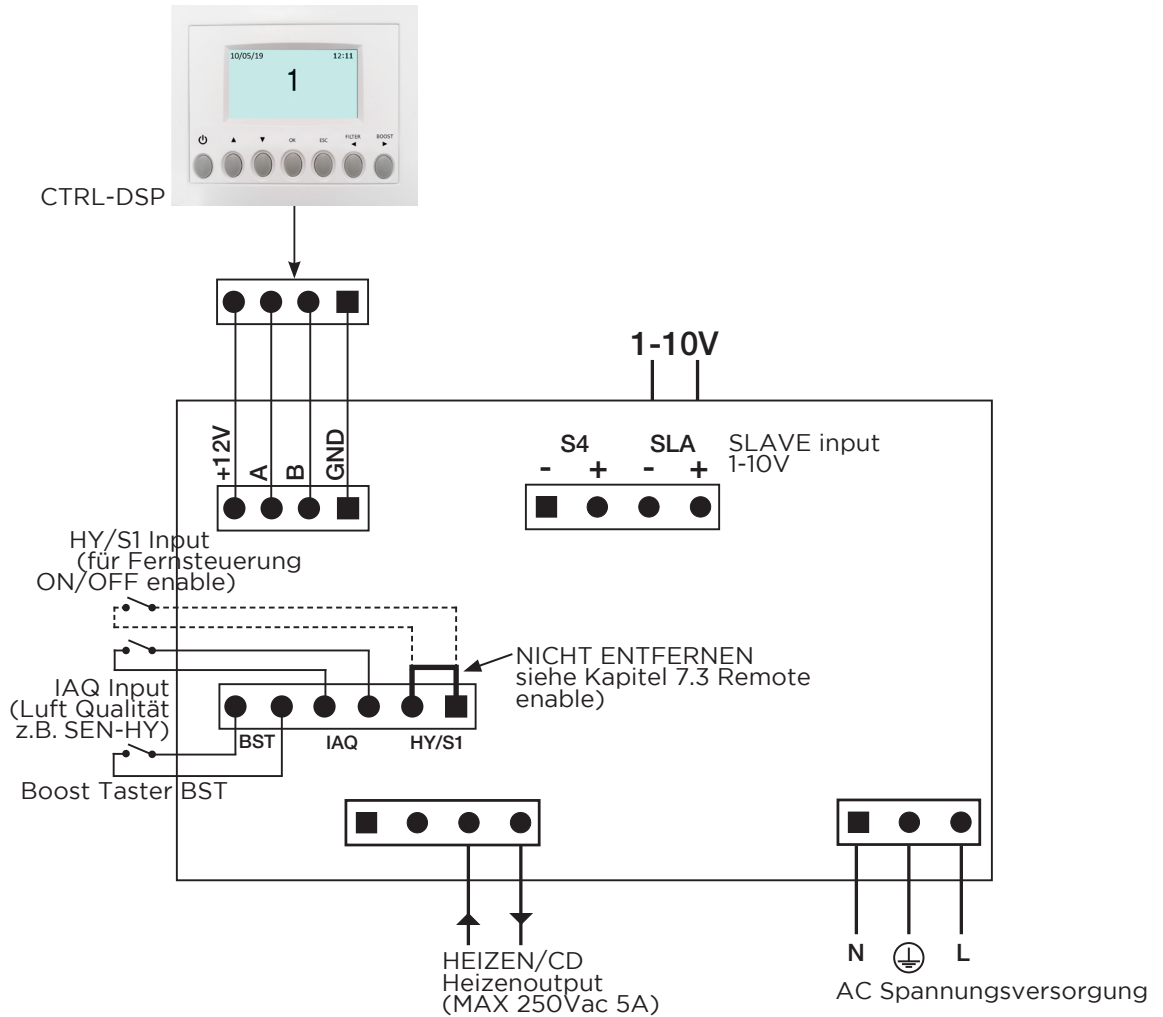 10/05/19 12:11
1
OK ESC FILTER BOOST
CTRL-DSP
1-10V
+12V
A
B
GND
S4 SLA
- + - +
SLAVE input
1-10V
HY/S1 Input
(für Fernsteuerung
ON/OFF enable)
NICHT ENTFERNEN
siehe Kapitel 7.3 Remote
enable)
IAQ Input
(Luft Qualität
z.B. SEN-HY)
BST IAQ HY/S1
Boost Taster BST
HEIZEN/CD
Heizenoutput
(MAX 250Vac 5A)
N L
AC Spannungsversorgung